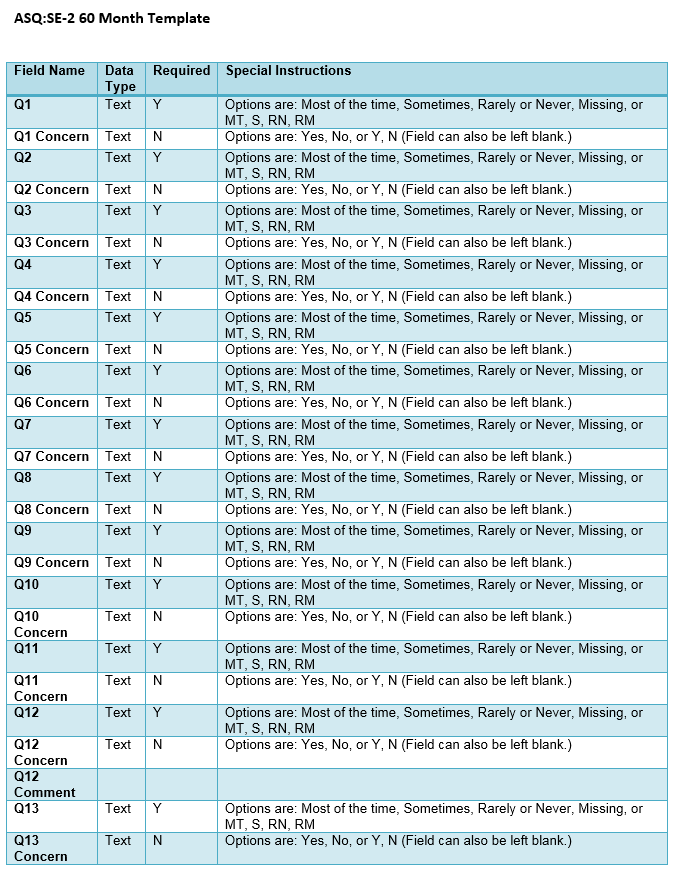 ASQ:SE-2 60 Month Template
Field Name Data Type Required Special Instructions
Q1 Text Y Options are: Most of the time, Sometimes, Rarely or Never, Missing, or
MT, S, RN, RM
Q1 Concern Text N Options are: Yes, No, or Y, N (Field can also be left blank.)
Q2 Text Y Options are: Most of the time, Sometimes, Rarely or Never, Missing, or
MT, S, RN, RM
Q2 Concern Text N Options are: Yes, No, or Y, N (Field can also be left blank.)
Q3 Text Y Options are: Most of the time, Sometimes, Rarely or Never, Missing, or
MT, S, RN, RM
Q3 Concern Text N Options are: Yes, No, or Y, N (Field can also be left blank.)
Q4 Text Y Options are: Most of the time, Sometimes, Rarely or Never, Missing, or
MT, S, RN, RM
Q4 Concern Text N Options are: Yes, No, or Y, N (Field can also be left blank.)
Q5 Text Y Options are: Most of the time, Sometimes, Rarely or Never, Missing, or
MT, S, RN, RM
Q5 Concern Text N Options are: Yes, No, or Y, N (Field can also be left blank.)
Q6 Text Y Options are: Most of the time, Sometimes, Rarely or Never, Missing, or
MT, S, RN, RM
Q6 Concern Text N Options are: Yes, No, or Y, N (Field can also be left blank.)
Q7 Text Y Options are: Most of the time, Sometimes, Rarely or Never, Missing, or
MT, S, RN, RM
Q7 Concern Text N Options are: Yes, No, or Y, N (Field can also be left blank.)
Q8 Text Y Options are: Most of the time, Sometimes, Rarely or Never, Missing, or
MT, S, RN, RM
Q8 Concern Text N Options are: Yes, No, or Y, N (Field can also be left blank.)
Q9 Text Y Options are: Most of the time, Sometimes, Rarely or Never, Missing, or
MT, S, RN, RM
Q9 Concern Text N Options are: Yes, No, or Y, N (Field can also be left blank.)
Q10 Text Y Options are: Most of the time, Sometimes, Rarely or Never, Missing, or
MT, S, RN, RM
Q10 Text N Options are: Yes, No, or Y, N (Field can also be left blank.)
Concern
Q11 Text Y Options are: Most of the time, Sometimes, Rarely or Never, Missing, or
MT, S, RN, RM
Q11 Text N Options are: Yes, No, or Y, N (Field can also be left blank.)
Concern
Q12 Text Y Options are: Most of the time, Sometimes, Rarely or Never, Missing, or
MT, S, RN, RM
Q12 Text N Options are: Yes, No, or Y, N (Field can also be left blank.)
Concern
Q12
Comment
Q13 Text Y Options are: Most of the time, Sometimes, Rarely or Never, Missing, or
MT, S, RN, RM
Q13 Text N Options are: Yes, No, or Y, N (Field can also be left blank.)
Concern